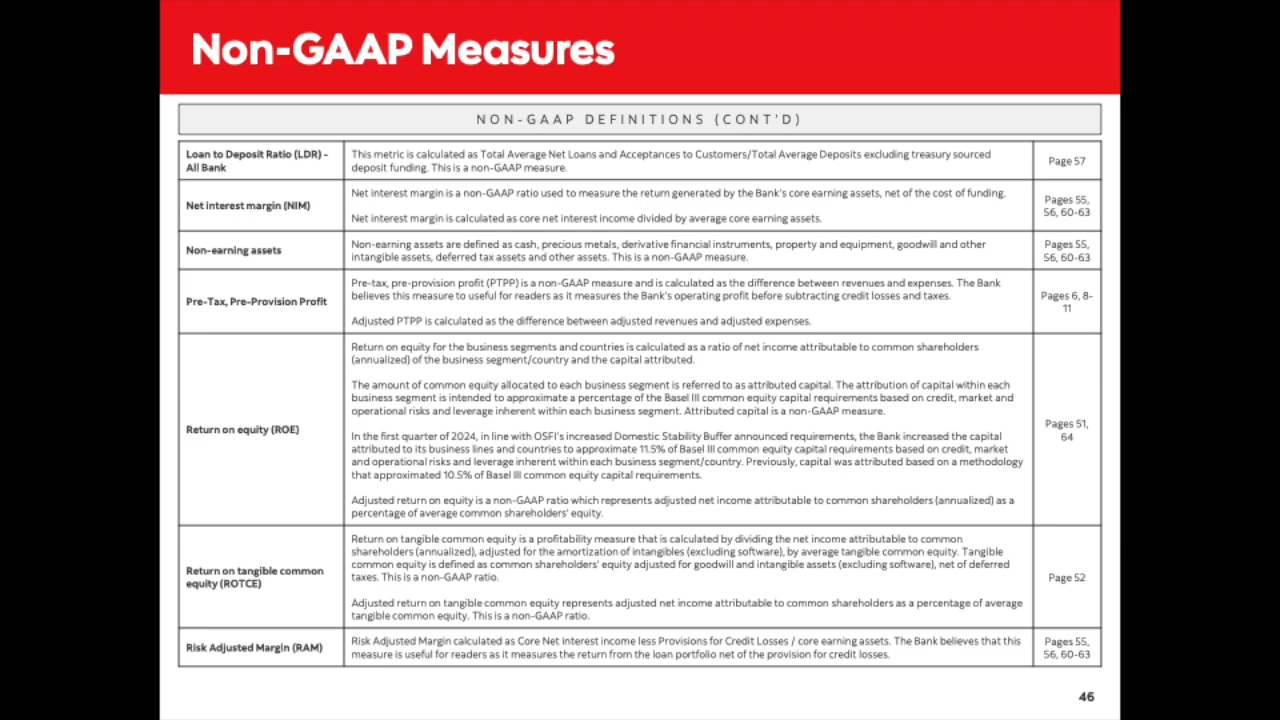 Non-GAAP Measures
NON-GAAP DEFINITIONS (CONT'D)
Loan to Deposit Ratio (LDR) -
All Bank
This metric is calculated as Total Average Net Loans and Acceptances to Customers/Total Average Deposits excluding treasury sourced
deposit funding. This is a non-GAAP measure.
Page 57
Net interest margin (NIM)
Net interest margin is a non-GAAP ratio used to measure the return generated by the Bank's core earning assets, net of the cost of funding.
Net interest margin is calculated as core net interest income divided by average core earning assets.
Pages 55,
56, 60-63
Non-earning assets
Non-earning assets are defined as cash, precious metals, derivative financial instruments, property and equipment, goodwill and other
intangible assets, deferred tax assets and other assets. This is a non-GAAP measure.
Pages 55,
56, 60-63
Pre-Tax, Pre-Provision Profit
Pre-tax, pre-provision profit (PTPP) is a non-GAAP measure and is calculated as the difference between revenues and expenses. The Bank
believes this measure to useful for readers as it measures the Bank's operating profit before subtracting credit losses and taxes.
Adjusted PTPP is calculated as the difference between adjusted revenues and adjusted expenses.
Pages 6, 8-
11
Return on equity (ROE)
Return on equity for the business segments and countries is calculated as a ratio of net income attributable to common shareholders
(annualized) of the business segment/country and the capital attributed.
The amount of common equity allocated to each business segment is referred to as attributed capital. The attribution of capital within each
business segment is intended to approximate a percentage of the Basel III common equity capital requirements based on credit, market and
operational risks and leverage inherent within each business segment. Attributed capital is a non-GAAP measure.
In the first quarter of 2024, in line with OSFI's increased Domestic Stability Buffer announced requirements, the Bank increased the capital
attributed to its business lines and countries to approximate 11.5% of Basel III common equity capital requirements based on credit, market
and operational risks and leverage inherent within each business segment/country. Previously, capital was attributed based on a methodology
that approximated 10.5% of Basel III common equity capital requirements.
Adjusted return on equity is a non-GAAP ratio which represents adjusted net income attributable to common shareholders (annualized) as a
percentage of average common shareholders' equity.
Pages 51,
64
Return on tangible common
equity (ROTCE)
Return on tangible common equity is a profitability measure that is calculated by dividing the net income attributable to common
shareholders (annualized), adjusted for the amortization of intangibles (excluding software), by average tangible common equity. Tangible
common equity is defined as common shareholders' equity adjusted for goodwill and intangible assets (excluding software), net of deferred
taxes. This is a non-GAAP ratio.
Adjusted return on tangible common equity represents adjusted net income attributable to common shareholders as a percentage of average
tangible common equity. This is a non-GAAP ratio.
Page 52
Risk Adjusted Margin (RAM)
Risk Adjusted Margin calculated as Core Net interest income less Provisions for Credit Losses / core earning assets. The Bank believes that this
measure is useful for readers as it measures the return from the loan portfolio net of the provision for credit losses.
Pages 55,
56, 60-63
46